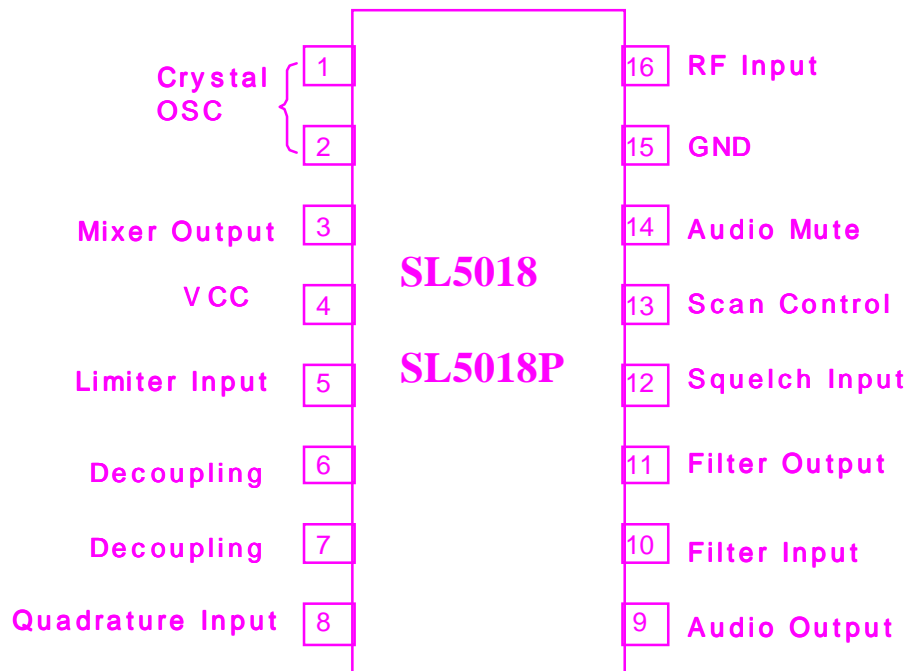 Crystal
OSC
1
2
Mixer Output
3
VCC
4
Limiter Input
5
Decoupling
6
Decoupling
7
Quadrature Input
8
SL5018
SL5018P
16
RF Input
15
GND
14
Audio Mute
13
Scan Control
12
Squelch Input
11
Filter Output
10
Filter Input
9
Audio Output